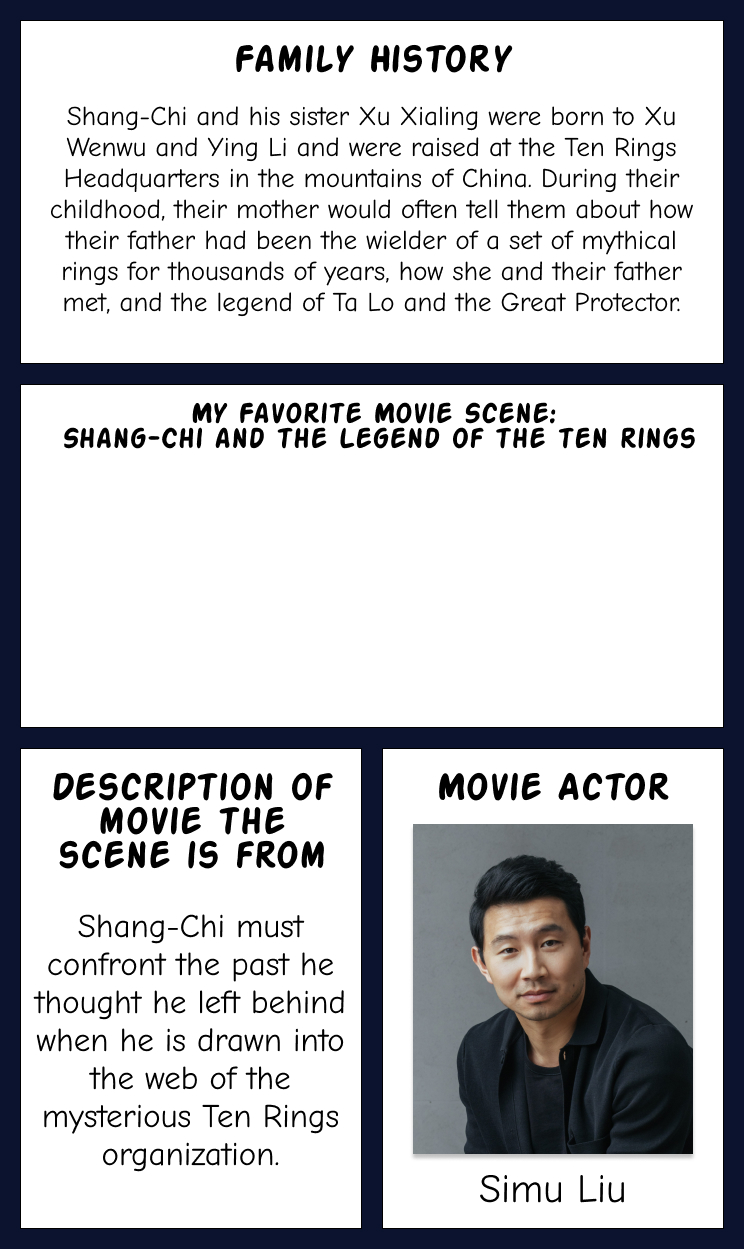 FAMILY HISTORY
Shang-Chi and his sister Xu Xialing were born to Xu
Wenwu and Ying Li and were raised at the Ten Rings
Headquarters in the mountains of China. During their
childhood, their mother would often tell them about how
their father had been the wielder of a set of mythical
rings for thousands of years, how she and their father
met, and the legend of Ta Lo and the Great Protector.
MY FAVORITE MOVIE SCENE:
SHANG-CHI AND THE LEGEND OF THE TEN RINGS
DESCRIPTION OF
MOVIE THE
SCENE IS FROM
Shang-Chi must
confront the past he
thought he left behind
when he is drawn into
the web of the
mysterious Ten Rings
organization.
MOVIE ACTOR
Simu Liu